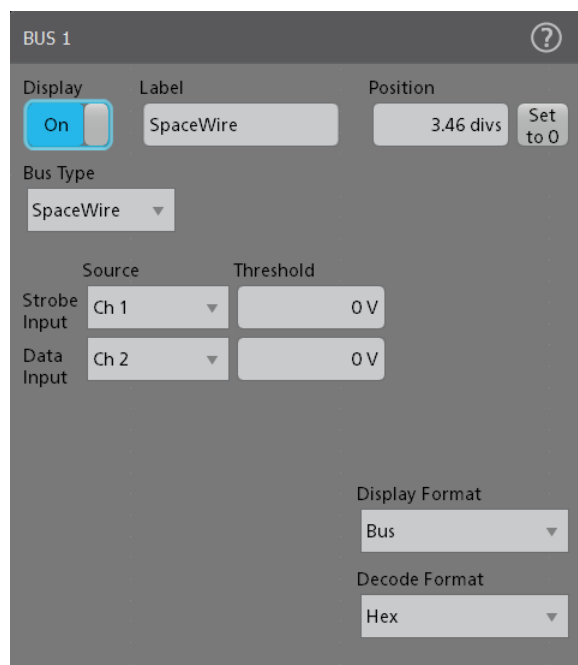 BUS 1 ?
Display Label Position
On SpaceWire 3.46 divs Set
to 0
Bus Type
SpaceWire
Source Threshold
Strobe
Input Ch 1 0 V
Data
Input Ch 2 0 V
Display Format
Bus
Decode Format
Hex